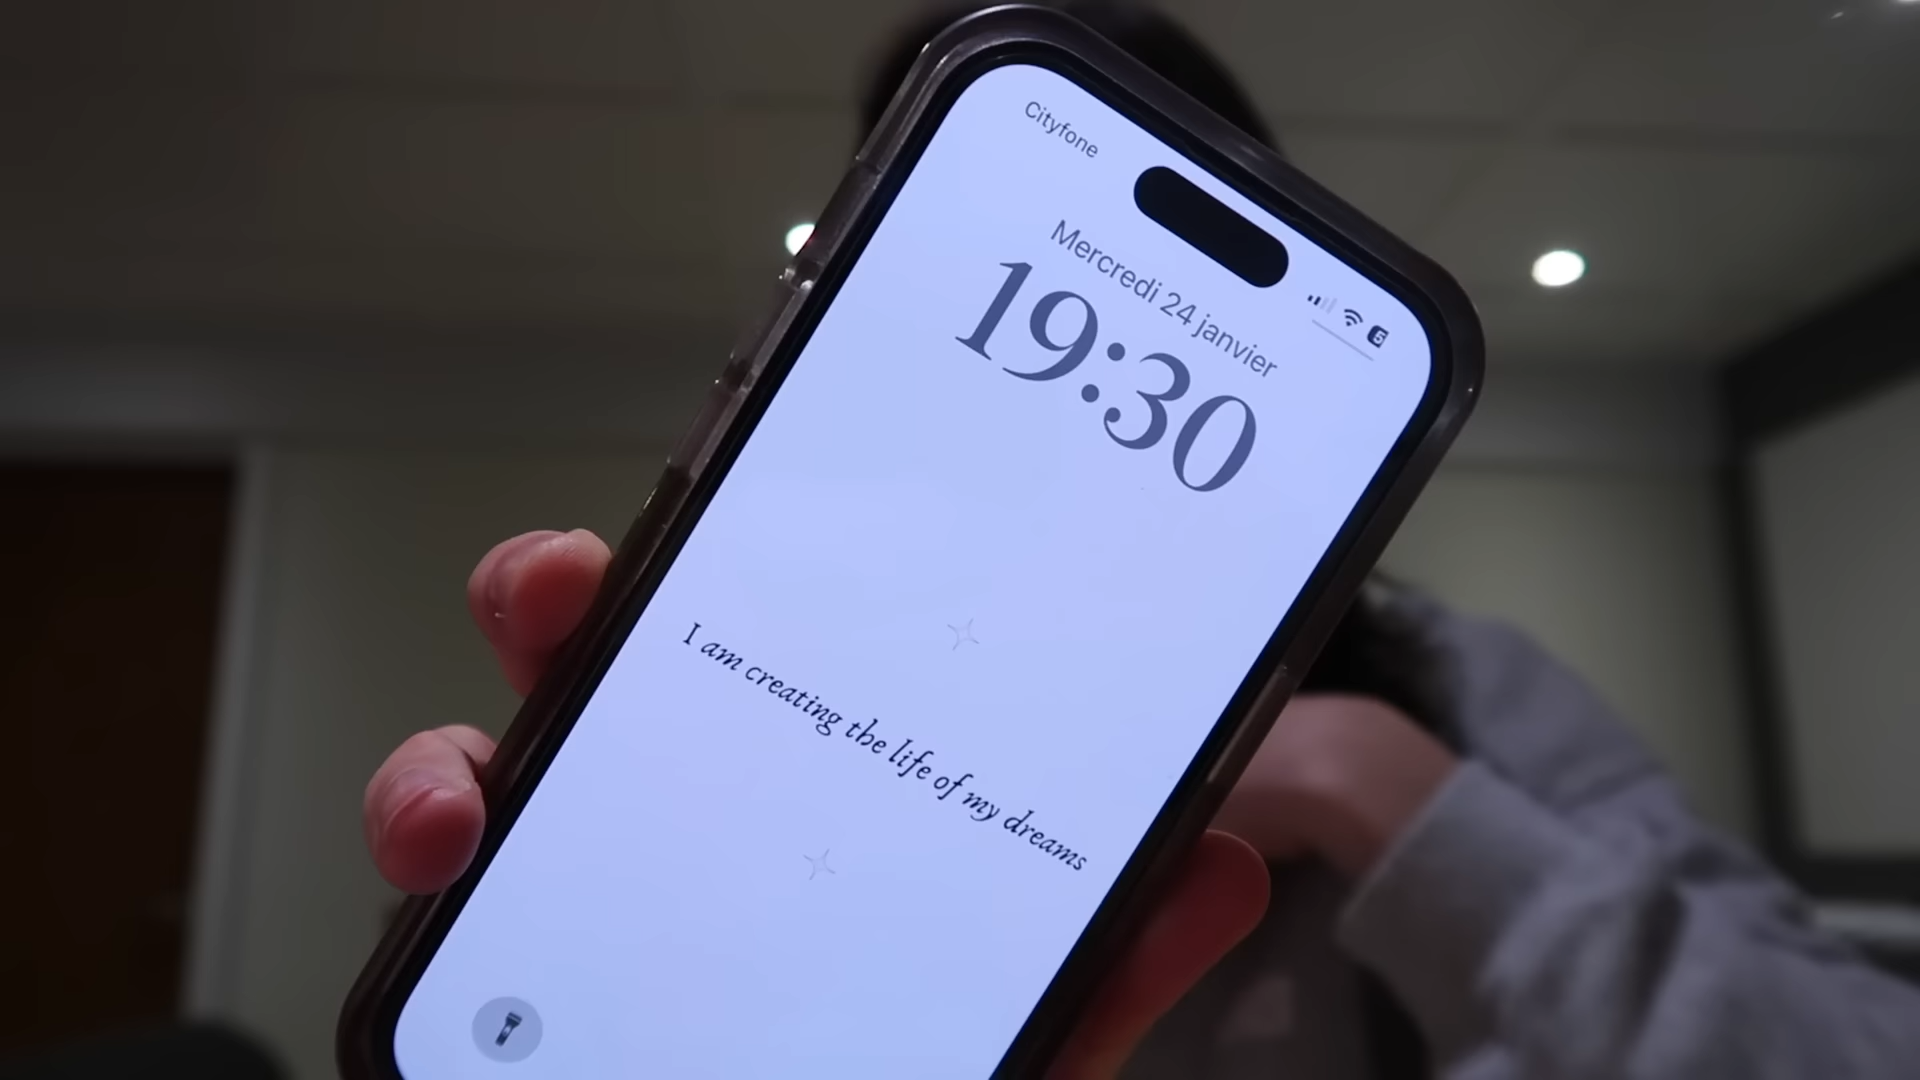 Cityfone
Mercredi 24 janvier
19:30
I am creating the life of my dreams